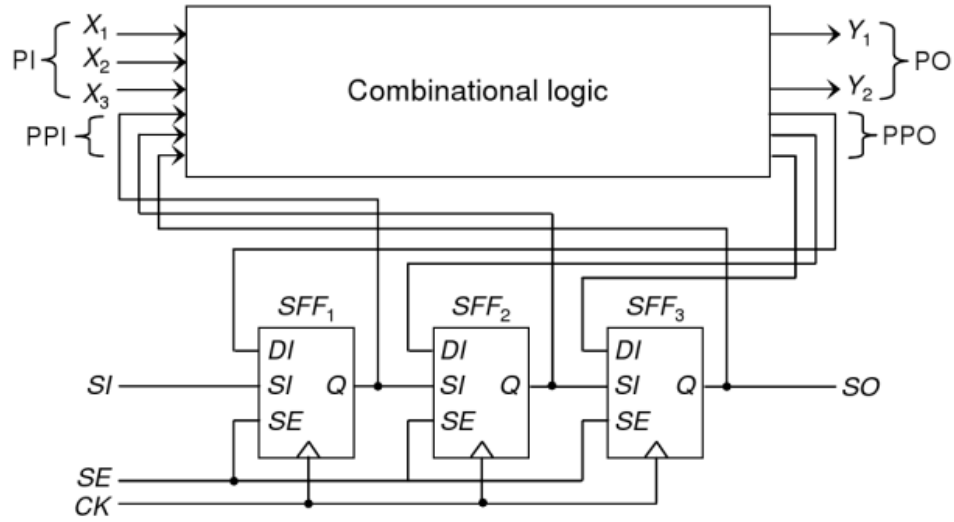 PI
X1
X2
X3
PPI
Combinational logic
Y1
Y2
PO
PPO
SFF1
SFF2
SFF3
DI
SI
Q
SE
DI
SI
Q
SE
DI
SI
Q
SE
SI
SO
SE
CK